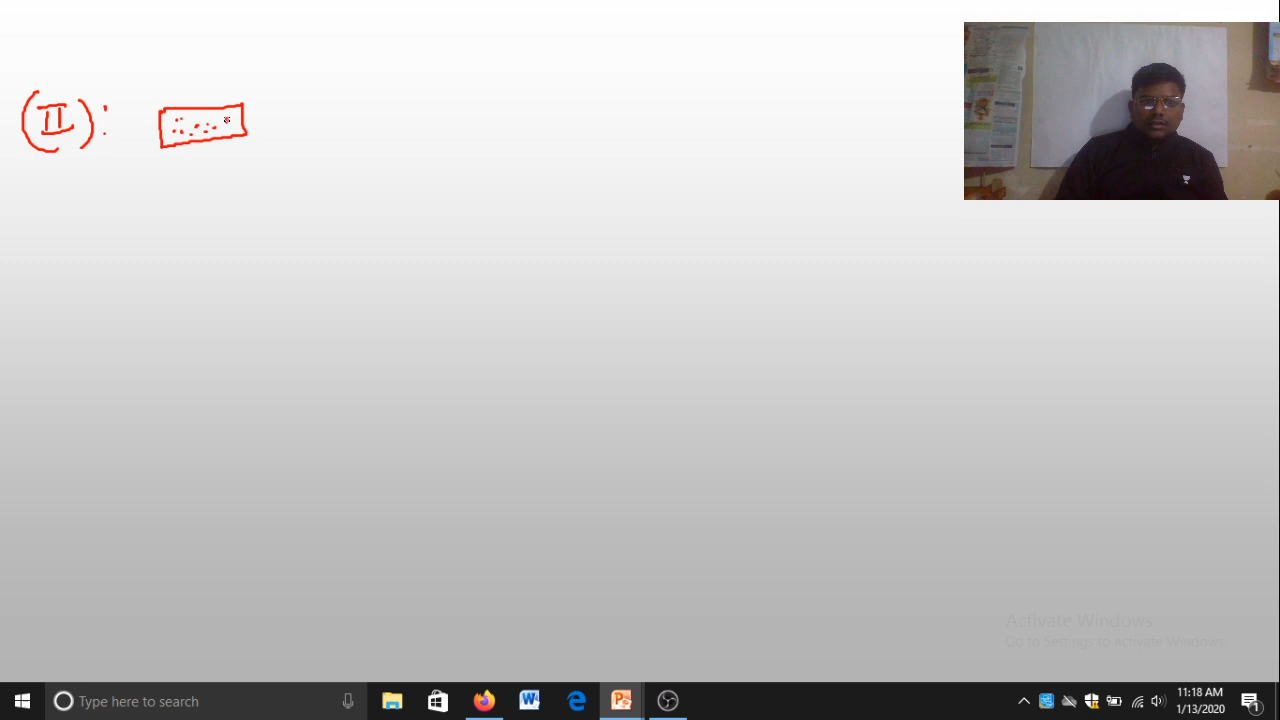 (II):
Activate Windows
Go to Settings to activate Windows.
Type here to search
11:18 AM
1/13/2020